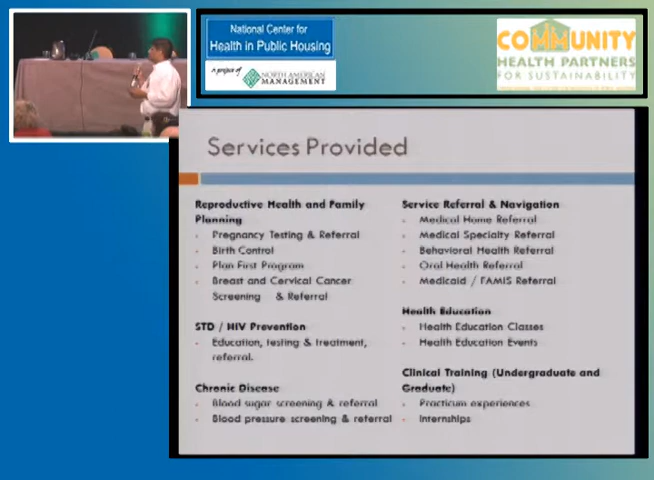 National Center for
Health in Public Housing
a project of NORTH AMERICAN
MANAGEMENT
COMMUNITY
HEALTH PARTNERS
FOR SUSTAINABILITY
Services Provided
Reproductive Health and Family
Planning
Pregnancy Testing & Referral
Birth Control
Plan First Program
Breast and Cervical Cancer
Screening & Referral
STD / HIV Prevention
Education, testing & treatment,
referral.
Chronic Disease
Blood sugar screening & referral
Blood pressure screening & referral
Service Referral & Navigation
Medical Home Referral
Medical Specialty Referral
Behavioral Health Referral
Oral Health Referral
Medicaid / FAMIS Referral
Health Education
Health Education Classes
Health Education Events
Clinical Training (Undergraduate and
Graduate)
Practicum experiences
Internships